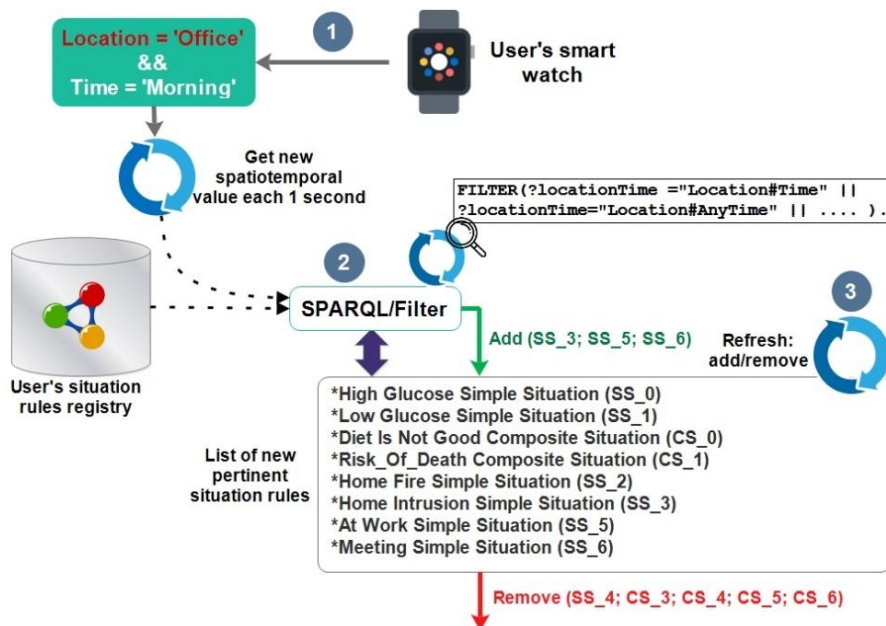 Location = 'Office'
&&
Time = 'Morning'
1
User's smart
watch
Get new
spatiotemporal
value each 1 second
FILTER(?locationTime ="Location#Time" ||
?locationTime="Location#AnyTime" || .... ).
2
SPARQL/Filter
3
Add (SS_3; SS_5; SS_6)
Refresh:
add/remove
User's situation
rules registry
List of new
pertinent
situation rules
*High Glucose Simple Situation (SS_0)
*Low Glucose Simple Situation (SS_1)
*Diet Is Not Good Composite Situation (CS_0)
*Risk_Of_Death Composite Situation (CS_1)
*Home Fire Simple Situation (SS_2)
*Home Intrusion Simple Situation (SS_3)
*At Work Simple Situation (SS_5)
*Meeting Simple Situation (SS_6)
Remove (SS_4; CS_3; CS_4; CS_5; CS_6)